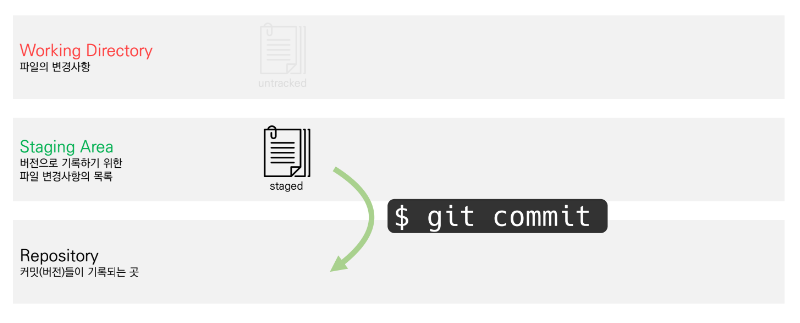 Working Directory
파일의 변경사항
untracked
Staging Area
버전으로 기록하기 위한
파일 변경사항의 목록
staged
$ git commit
Repository
커밋(버전)들이 기록되는 곳